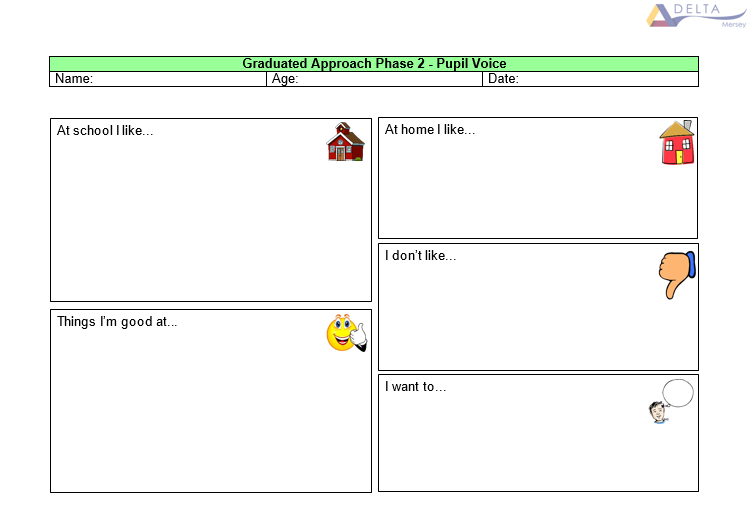 DELTA
Mersey
Graduated Approach Phase 2 - Pupil Voice
Name: Age: Date:
At school I like...
At home I like...
I don't like...
Things I'm good at...
I want to...